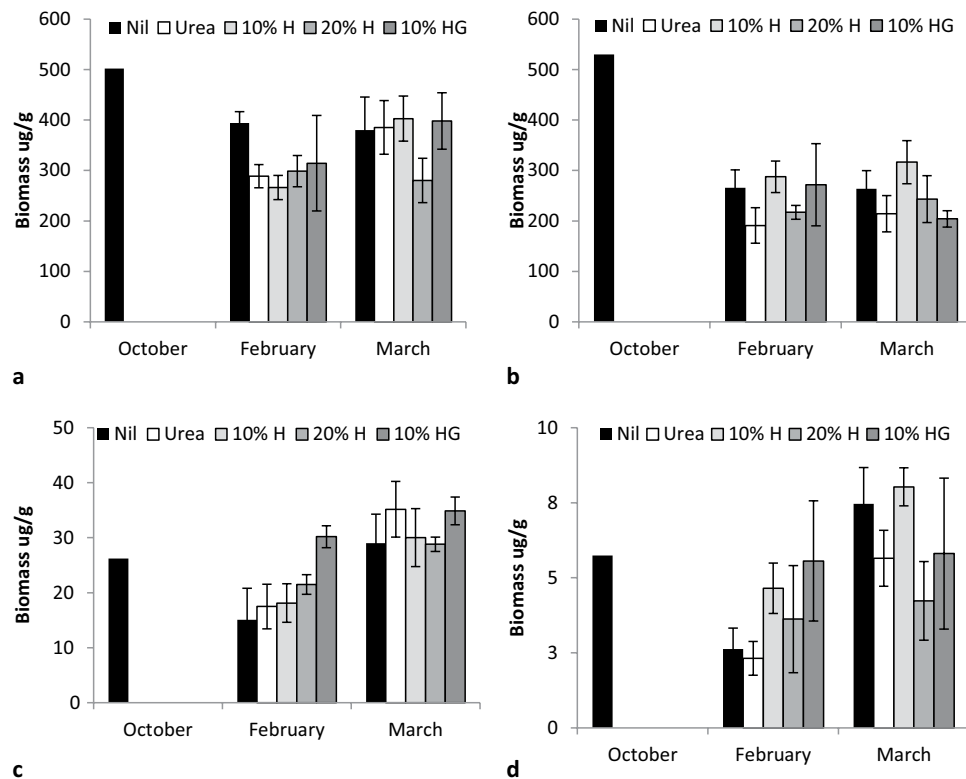 600
Nil Urea 10% H 20% H 10% HG
500
400
300
200
100
0
Biomass ug/g
October February March
a
600
Nil Urea 10% H 20% H 10% HG
500
400
300
200
100
0
Biomass ug/g
October February March
b
50
Nil Urea 10% H 20% H 10% HG
40
30
20
10
0
Biomass ug/g
October February March
c
10
Nil Urea 10% H 20% H 10% HG
8
5
3
0
Biomass ug/g
October February March
d